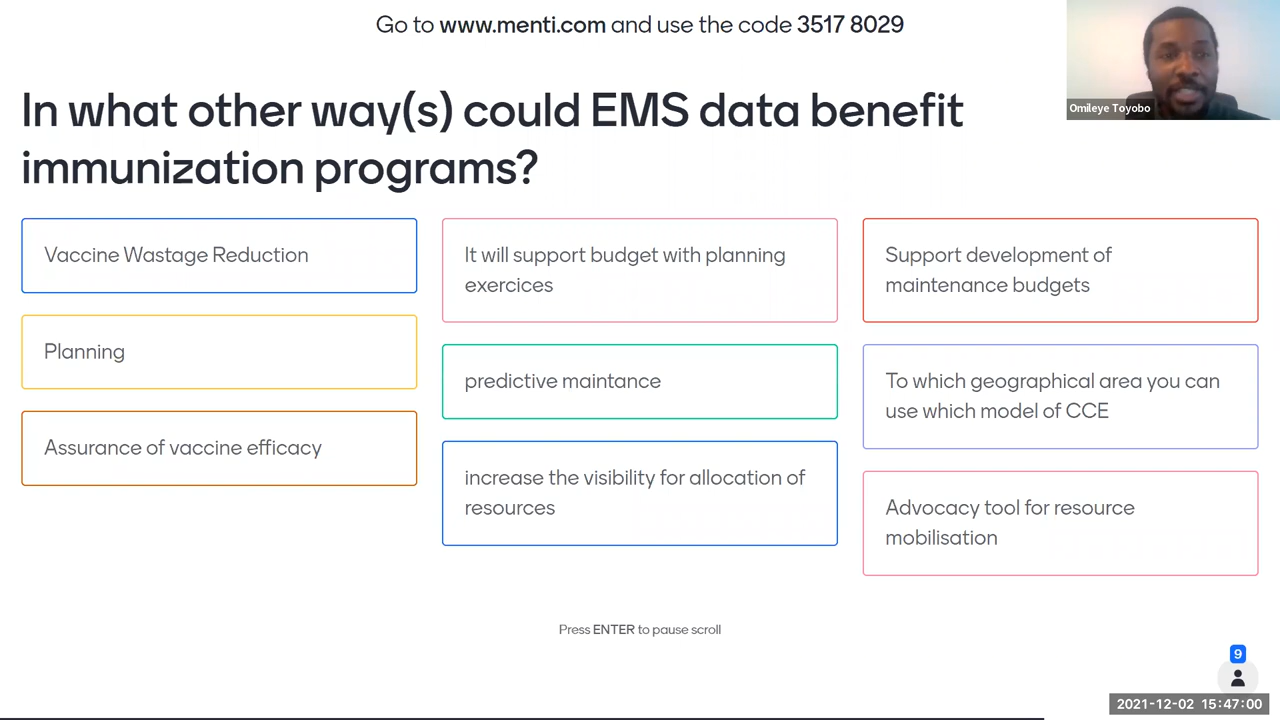 Go to www.menti.com and use the code 3517 8029
Omileye Toyobo
In what other way(s) could EMS data benefit
immunization programs?
Vaccine Wastage Reduction
Planning
Assurance of vaccine efficacy
It will support budget with planning
exercices
predictive maintance
increase the visibility for allocation of
resources
Support development of
maintenance budgets
To which geographical area you can
use which model of CCE
Advocacy tool for resource
mobilisation
Press ENTER to pause scroll
9
2021-12-02 15:47:00